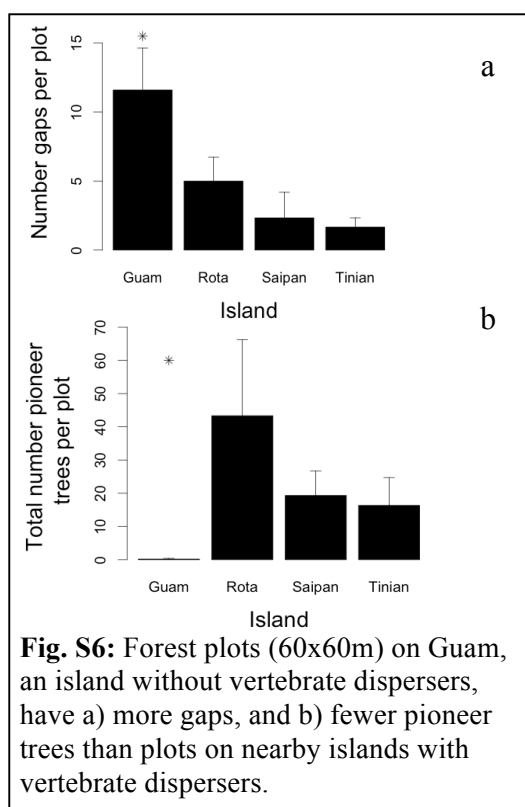 a
Number gaps per plot
15
10
5
0
*
Guam Rota Saipan Tinian
Island
b
Total number pioneer
trees per plot
70
60
50
40
30
20
10
0
*
Guam Rota Saipan Tinian
Island
Fig. S6: Forest plots (60x60m) on Guam,
an island without vertebrate dispersers,
have a) more gaps, and b) fewer pioneer
trees than plots on nearby islands with
vertebrate dispersers.